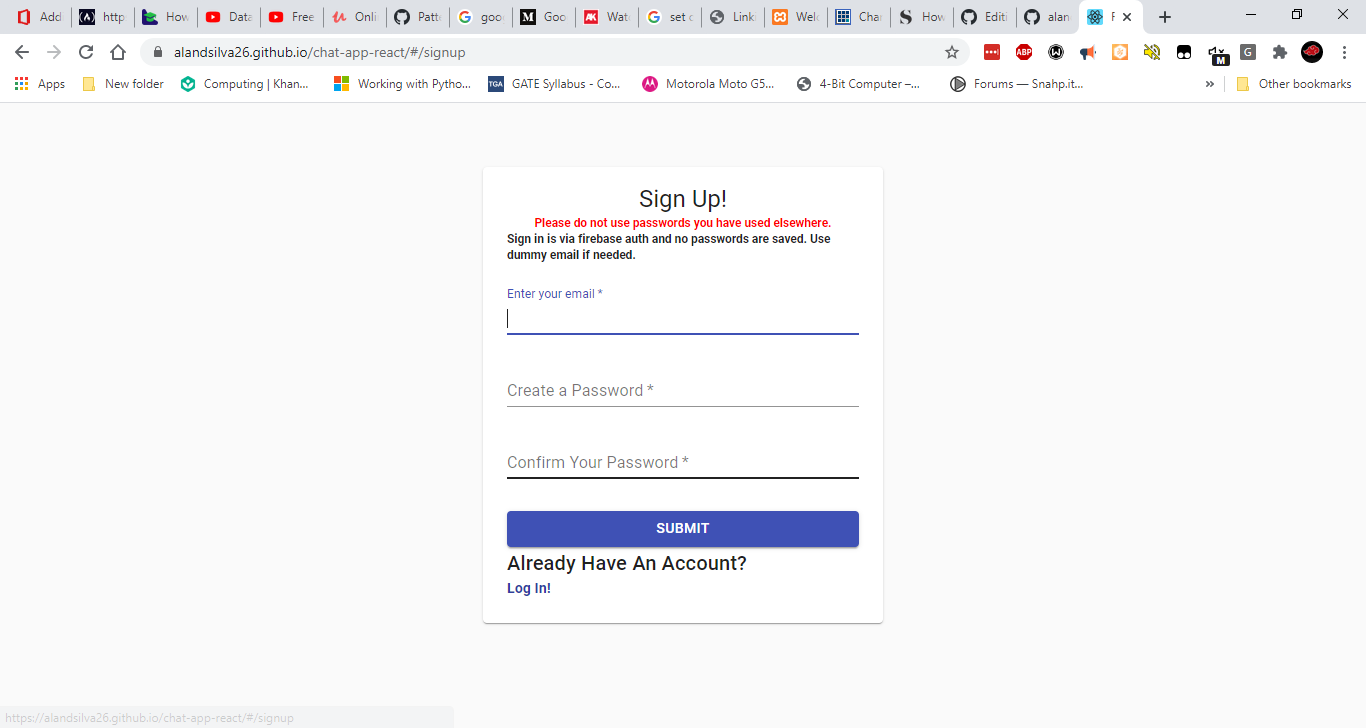 Add
http
How
Data
Free
Onli
Patt
goo
Goo
Wat
set c
Link
Welc
Char
How
Editi
alan
alandsilva26.github.io/chat-app-react/#/signup
ABP
M
G
Apps
New folder
Computing | Khan...
Working with Pytho...
TGA
GATE Syllabus - Co...
Motorola Moto G5...
4-Bit Computer –...
Forums — Snahp.it...
»
Other bookmarks
Sign Up!
Please do not use passwords you have used elsewhere.
Sign in is via firebase auth and no passwords are saved. Use
dummy email if needed.
Enter your email *
Create a Password *
Confirm Your Password *
SUBMIT
Already Have An Account?
Log In!
https://alandsilva26.github.io/chat-app-react/#/signup